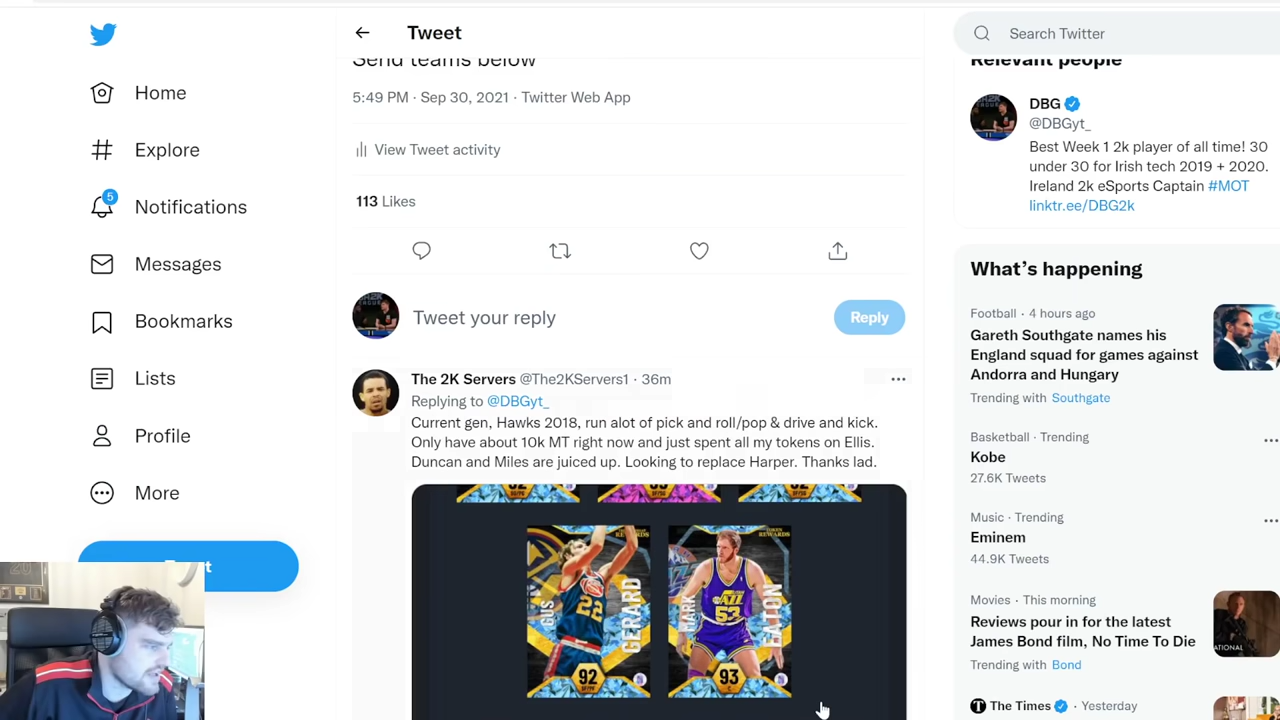 Tweet
Search Twitter
Home
Explore
5
Notifications
Messages
Bookmarks
Lists
Profile
More
t
Send teams below
5:49 PM · Sep 30, 2021 · Twitter Web App
View Tweet activity
113 Likes
Tweet your reply
Reply
The 2K Servers @The2KServers1 · 36m
Replying to @DBGyt_
Current gen, Hawks 2018, run alot of pick and roll/pop & drive and kick.
Only have about 10k MT right now and just spent all my tokens on Ellis.
Duncan and Miles are juiced up. Looking to replace Harper. Thanks lad.
GUS
GERARD
22
92
MARK
EATON
53
93
C
Relevant people
DBG
@DBGyt_
Best Week 1 2k player of all time! 30
under 30 for Irish tech 2019 + 2020.
Ireland 2k eSports Captain #MOT
linktr.ee/DBG2k
What's happening
Football · 4 hours ago
Gareth Southgate names his
England squad for games against
Andorra and Hungary
Trending with Southgate
Basketball · Trending
Kobe
27.6K Tweets
Music · Trending
Eminem
44.9K Tweets
Movies · This morning
Reviews pour in for the latest
James Bond film, No Time To Die
Trending with Bond
The Times · Yesterday